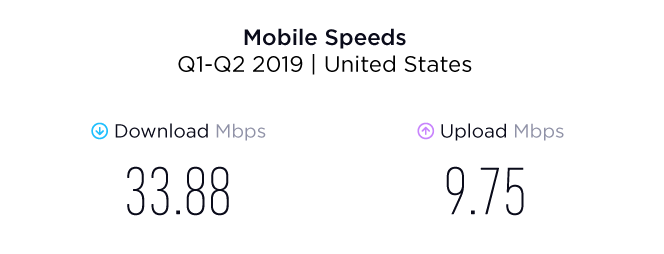 Mobile Speeds
Q1-Q2 2019 | United States
Download Mbps
Upload Mbps
33.88
9.75